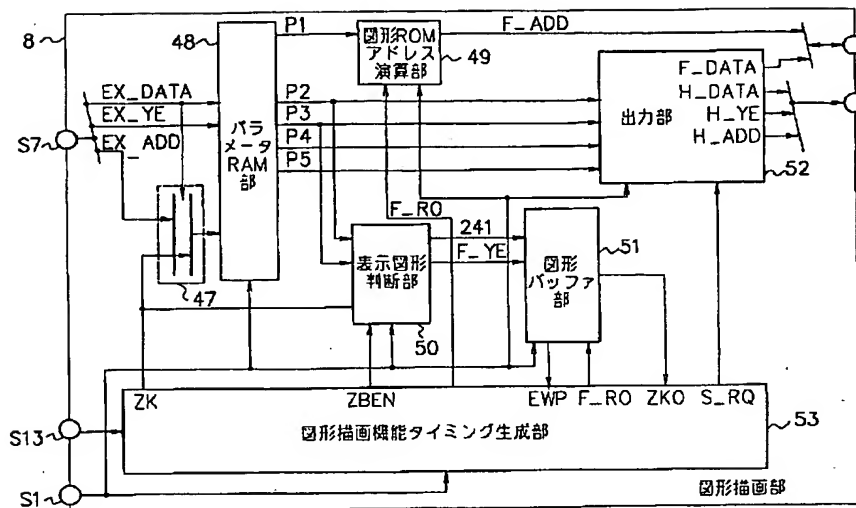 8
48
P1
図形ROM
アドレス
演算部
49
F_ADD
EX_DATA
EX_YE
EX_ADD
S7
パラ
メータ
RAM部
P2
P3
P4
P5
F_DATA
H_DATA
H_YE
H_ADD
出力部
52
F_RO
47
241
F_YE
表示図形
判断部
50
図形
バッファ
部
51
ZK
ZBEN
EWP
F_RO
ZKO
S_RQ
図形描画機能タイミング生成部
53
S13
S1
図形描画部